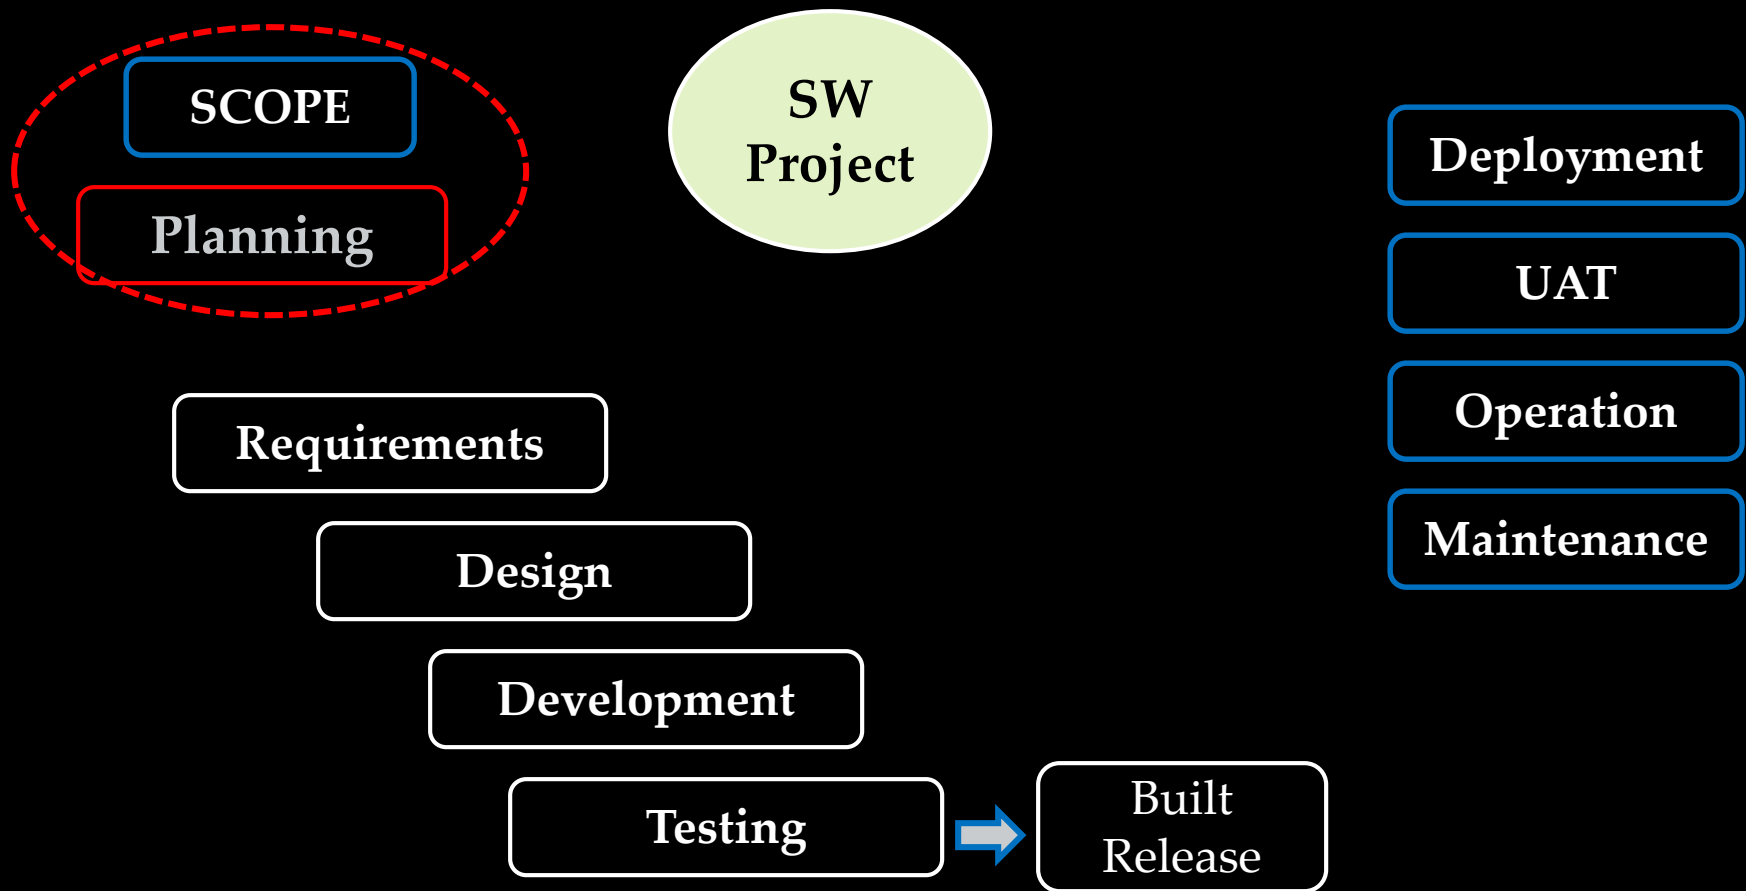 SCOPE
Planning
SW
Project
Requirements
Design
Development
Testing
Built
Release
Deployment
UAT
Operation
Maintenance